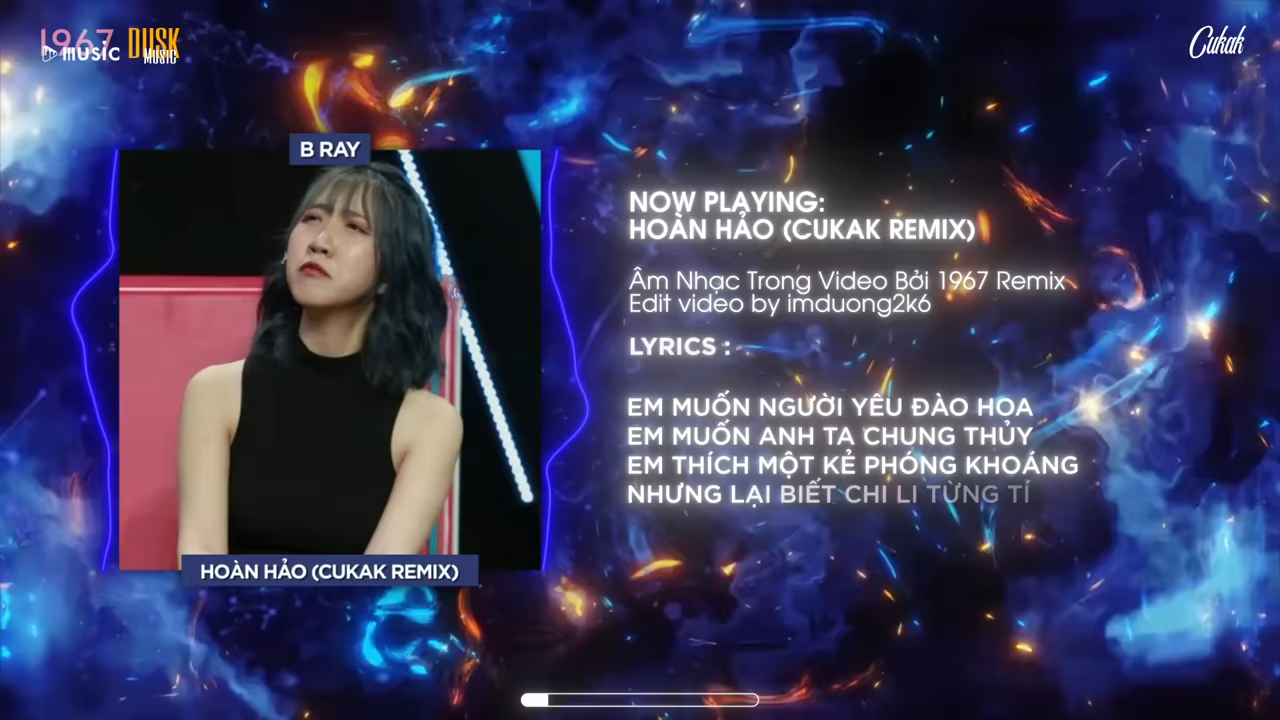 1967
MUSIC
DUSK
MUSIC
Cukak
B RAY
HOÀN HẢO (CUKAK REMIX)
NOW PLAYING:
HOÀN HẢO (CUKAK REMIX)
Âm Nhạc Trong Video Bởi 1967 Remix
Edit video by imduong2k6
LYRICS :
EM MUỐN NGƯỜI YÊU ĐÀO HOA
EM MUỐN ANH TA CHUNG THỦY
EM THÍCH MỘT KẺ PHÓNG KHOÁNG
NHƯNG LẠI BIẾT CHI LI TỪNG TÍ